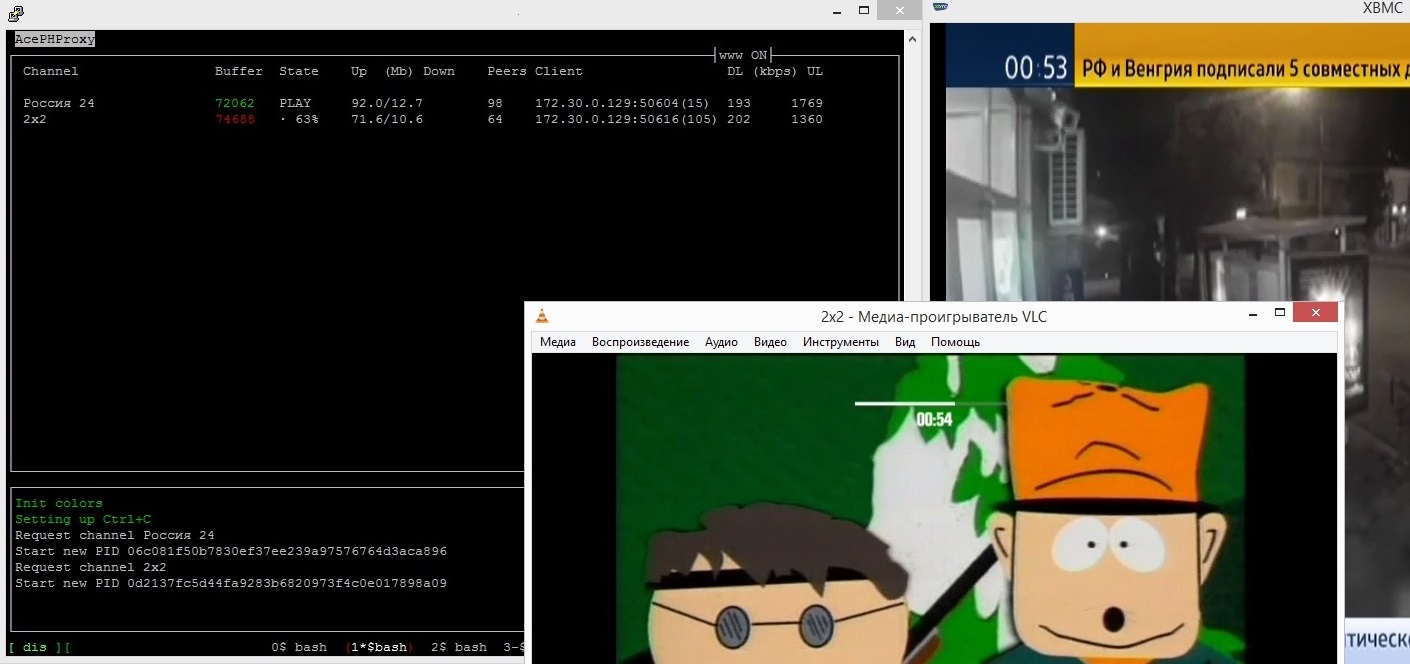 XBMC
AcePHProxy
www ON
Channel Buffer State Up (Mb) Down Peers Client DL (kbps) UL
Россия 24 72062 PLAY 92.0/12.7 98 172.30.0.129:50604(15) 193 1769
2x2 74688 · 63% 71.6/10.6 64 172.30.0.129:50616(105) 202 1360
00:53 РФ и Венгрия подписали 5 совместных д
2x2 - Медиа-проигрыватель VLC
Медиа Воспроизведение Аудио Видео Инструменты Вид Помощь
00:54
Init colors
Setting up Ctrl+C
Request channel Россия 24
Start new PID 06c081f50b7830ef37ee239a97576764d3aca896
Request channel 2x2
Start new PID 0d2137fc5d44fa9283b6820973f4c0e017898a09
[ dis ][ 0$ bash (1*$bash) 2$ bash 3-$
тическо